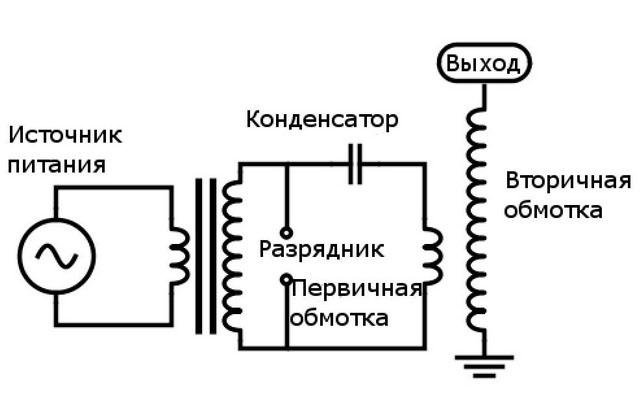 Выход
Конденсатор
Источник
питания
Вторичная
обмотка
Разрядник
Первичная
обмотка